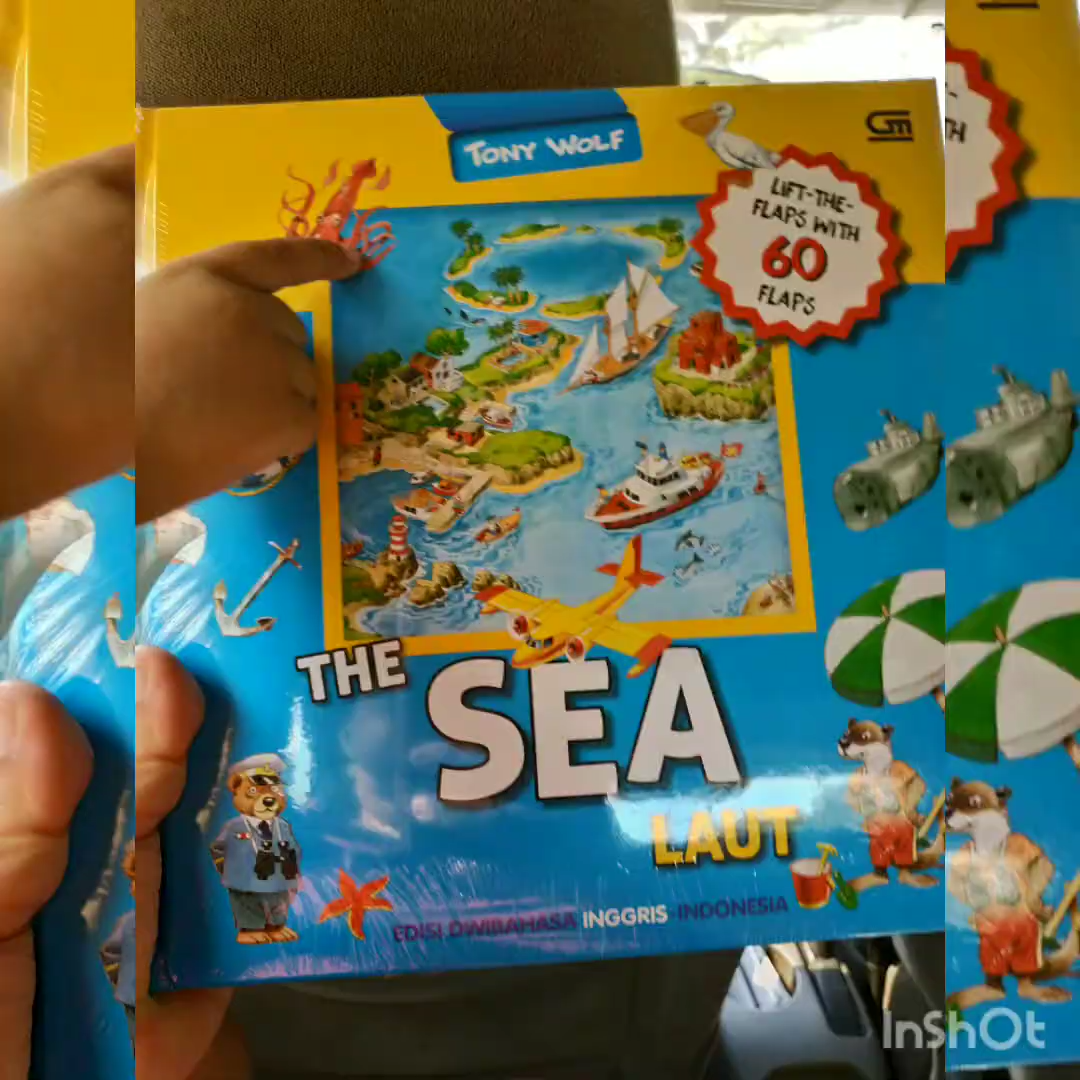 TONY WOLF
Gm
LIFT-THE-
FLAPS WITH
60
FLAPS
THE
SEA
LAUT
EDISI DWIBAHASA INGGRIS-INDONESIA
InShOt